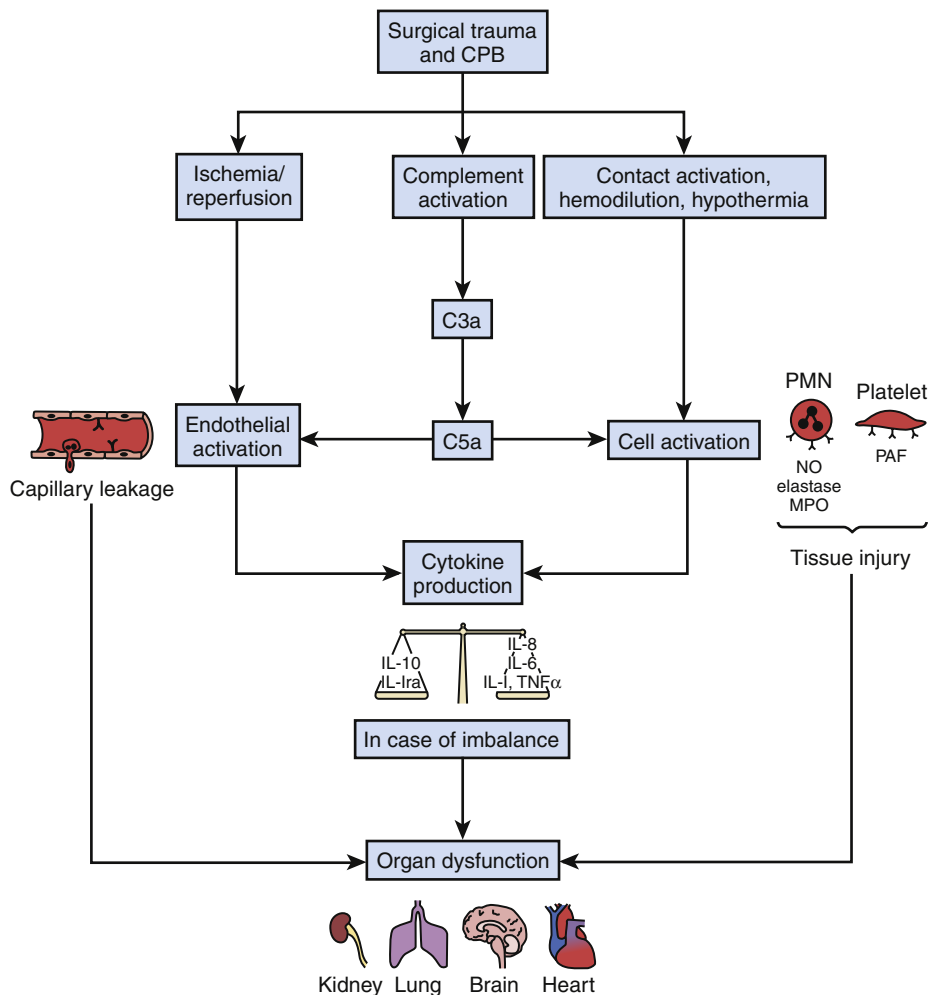 Surgical trauma
and CPB
Ischemia/
reperfusion
Complement
activation
Contact activation,
hemodilution, hypothermia
C3a
PMN
Platelet
Endothelial
activation
C5a
Cell activation
NO
elastase
MPO
PAF
Capillary leakage
Tissue injury
Cytokine
production
IL-10
IL-Ira
IL-8
IL-6
IL-I, TNFα
In case of imbalance
Organ dysfunction
Kidney
Lung
Brain
Heart